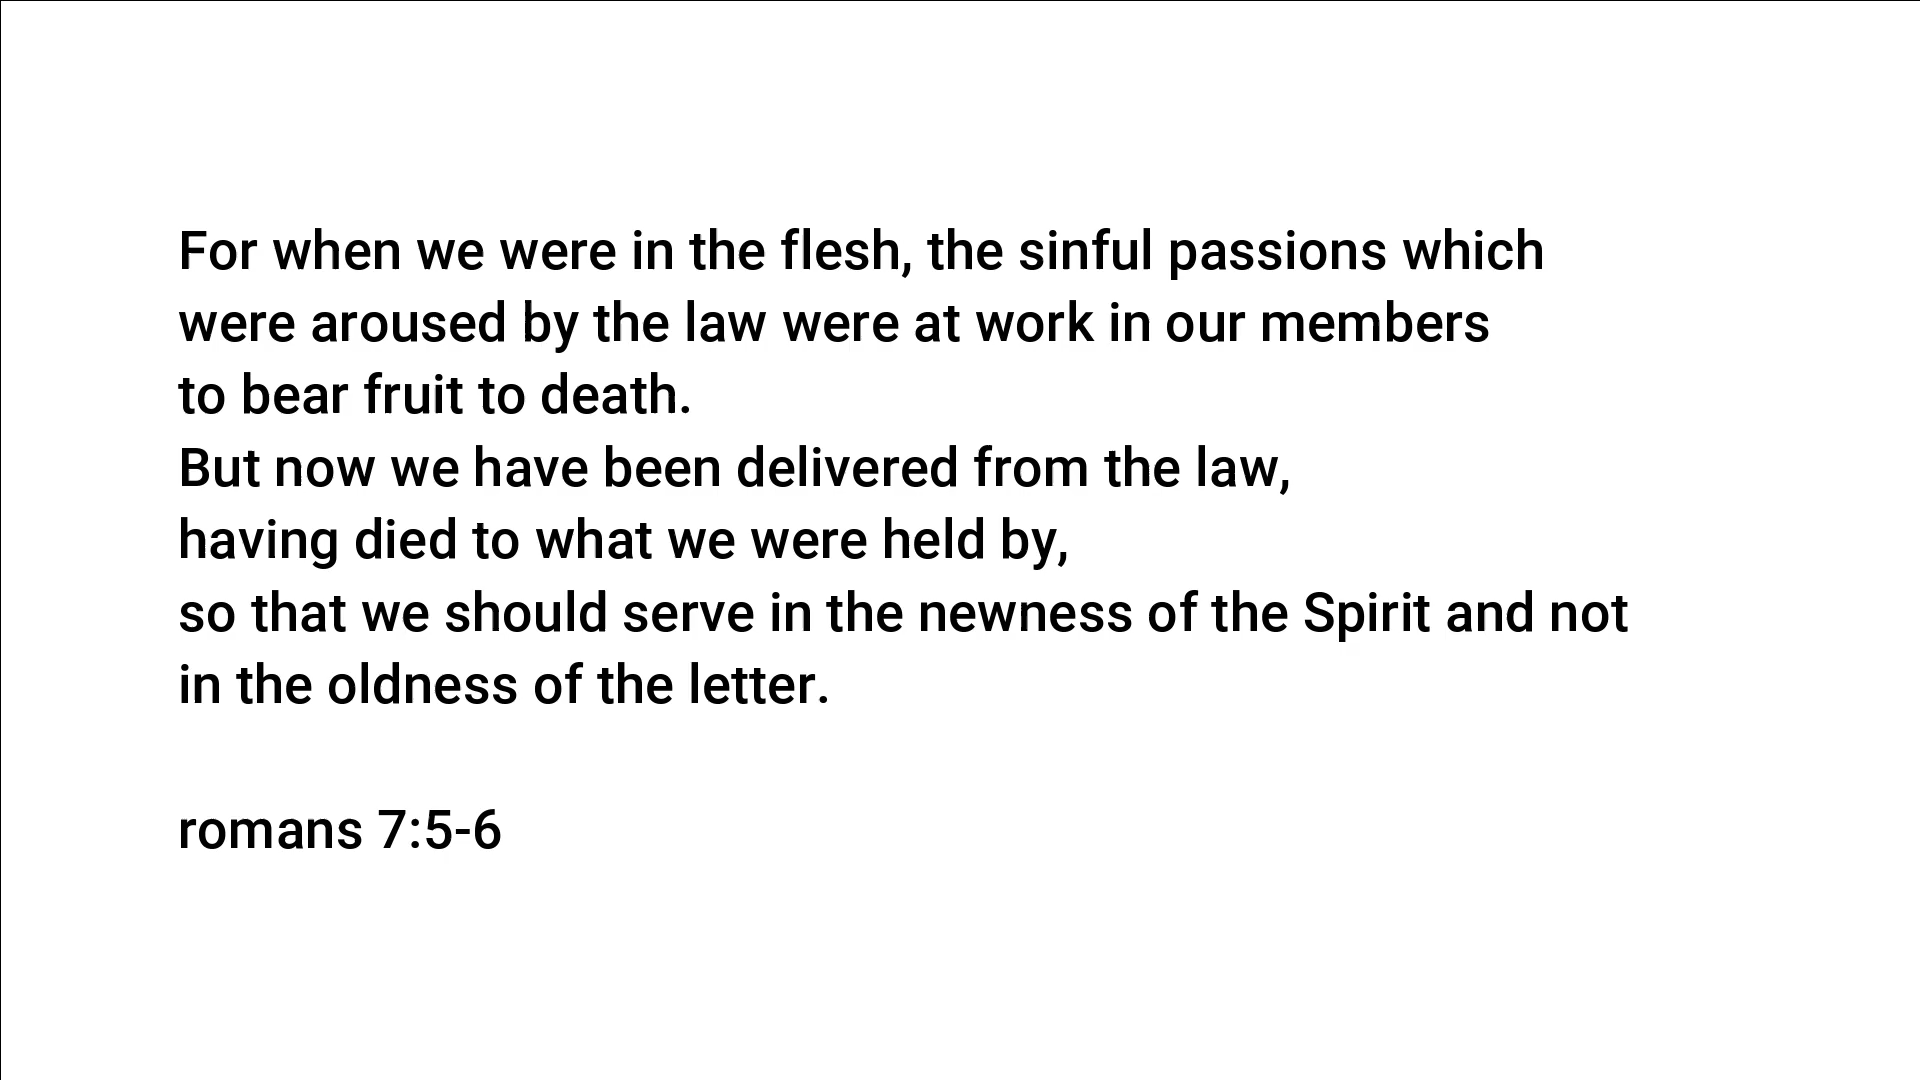 For when we were in the flesh, the sinful passions which
were aroused by the law were at work in our members
to bear fruit to death.
But now we have been delivered from the law,
having died to what we were held by,
so that we should serve in the newness of the Spirit and not
in the oldness of the letter.
romans 7:5-6